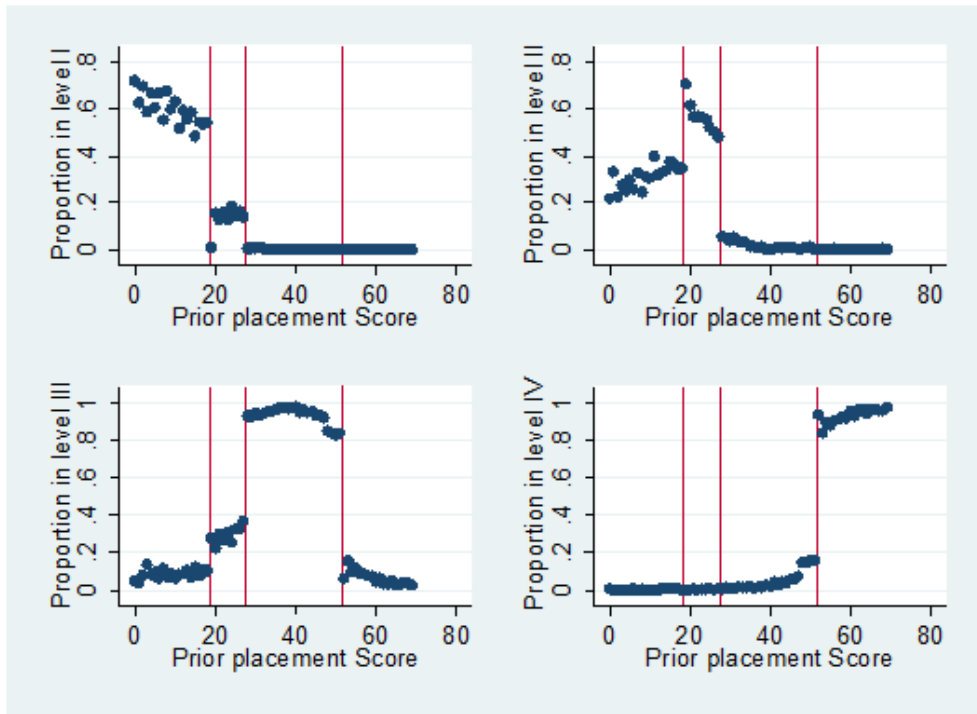 Proportion in level I
.8
.6
.4
.2
0
0 20 40 60 80
Prior placement Score
Proportion in level II
.8
.6
.4
.2
0
0 20 40 60 80
Prior placement Score
Proportion in level III
1
.8
.6
.4
.2
0
0 20 40 60 80
Prior placement Score
Proportion in level IV
1
.8
.6
.4
.2
0
0 20 40 60 80
Prior placement Score